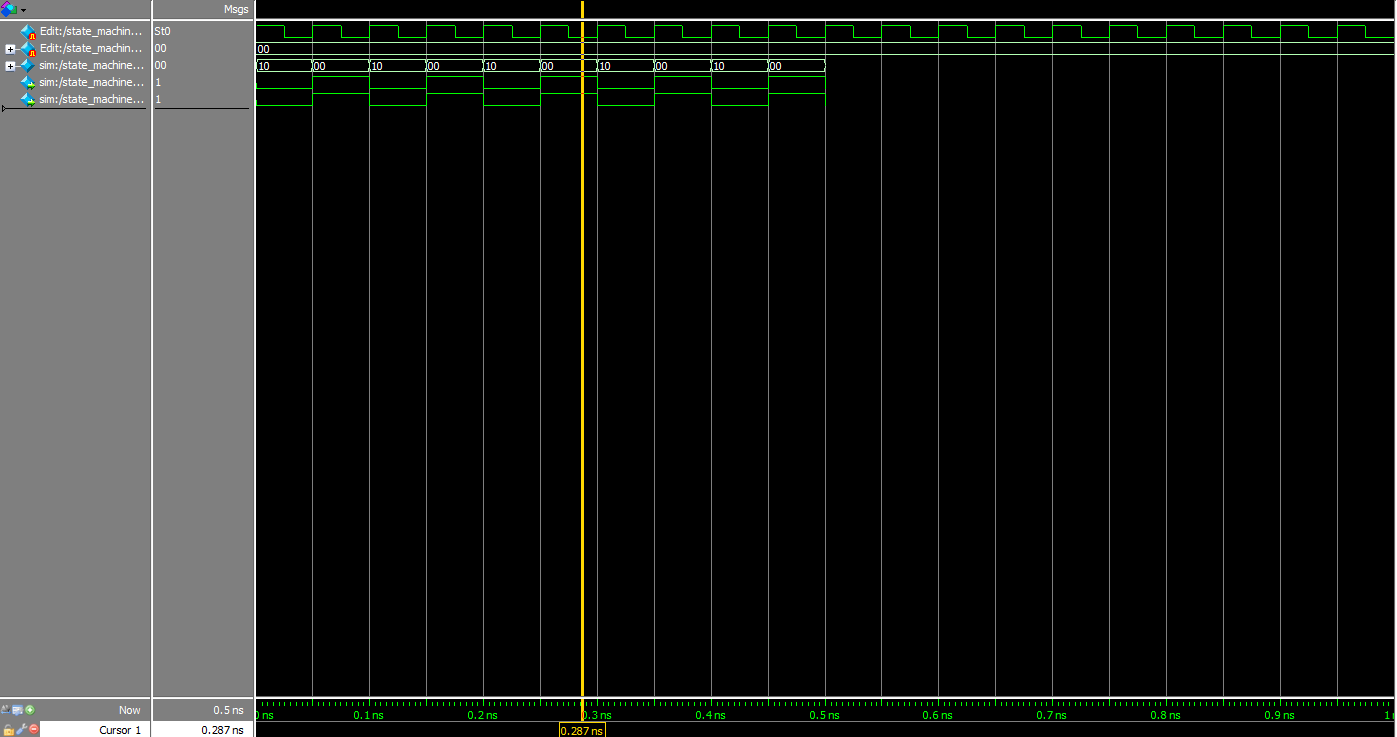 Msgs
Edit:/state_machin... St0
Edit:/state_machin... 00 00
sim:/state_machine... 00 10 00 10 00 10 00 10 00 10 00
sim:/state_machine... 1
sim:/state_machine... 1
Now 0.5 ns 0 ns 0.1 ns 0.2 ns 0.3 ns 0.4 ns 0.5 ns 0.6 ns 0.7 ns 0.8 ns 0.9 ns 1
Cursor 1 0.287 ns 0.287 ns